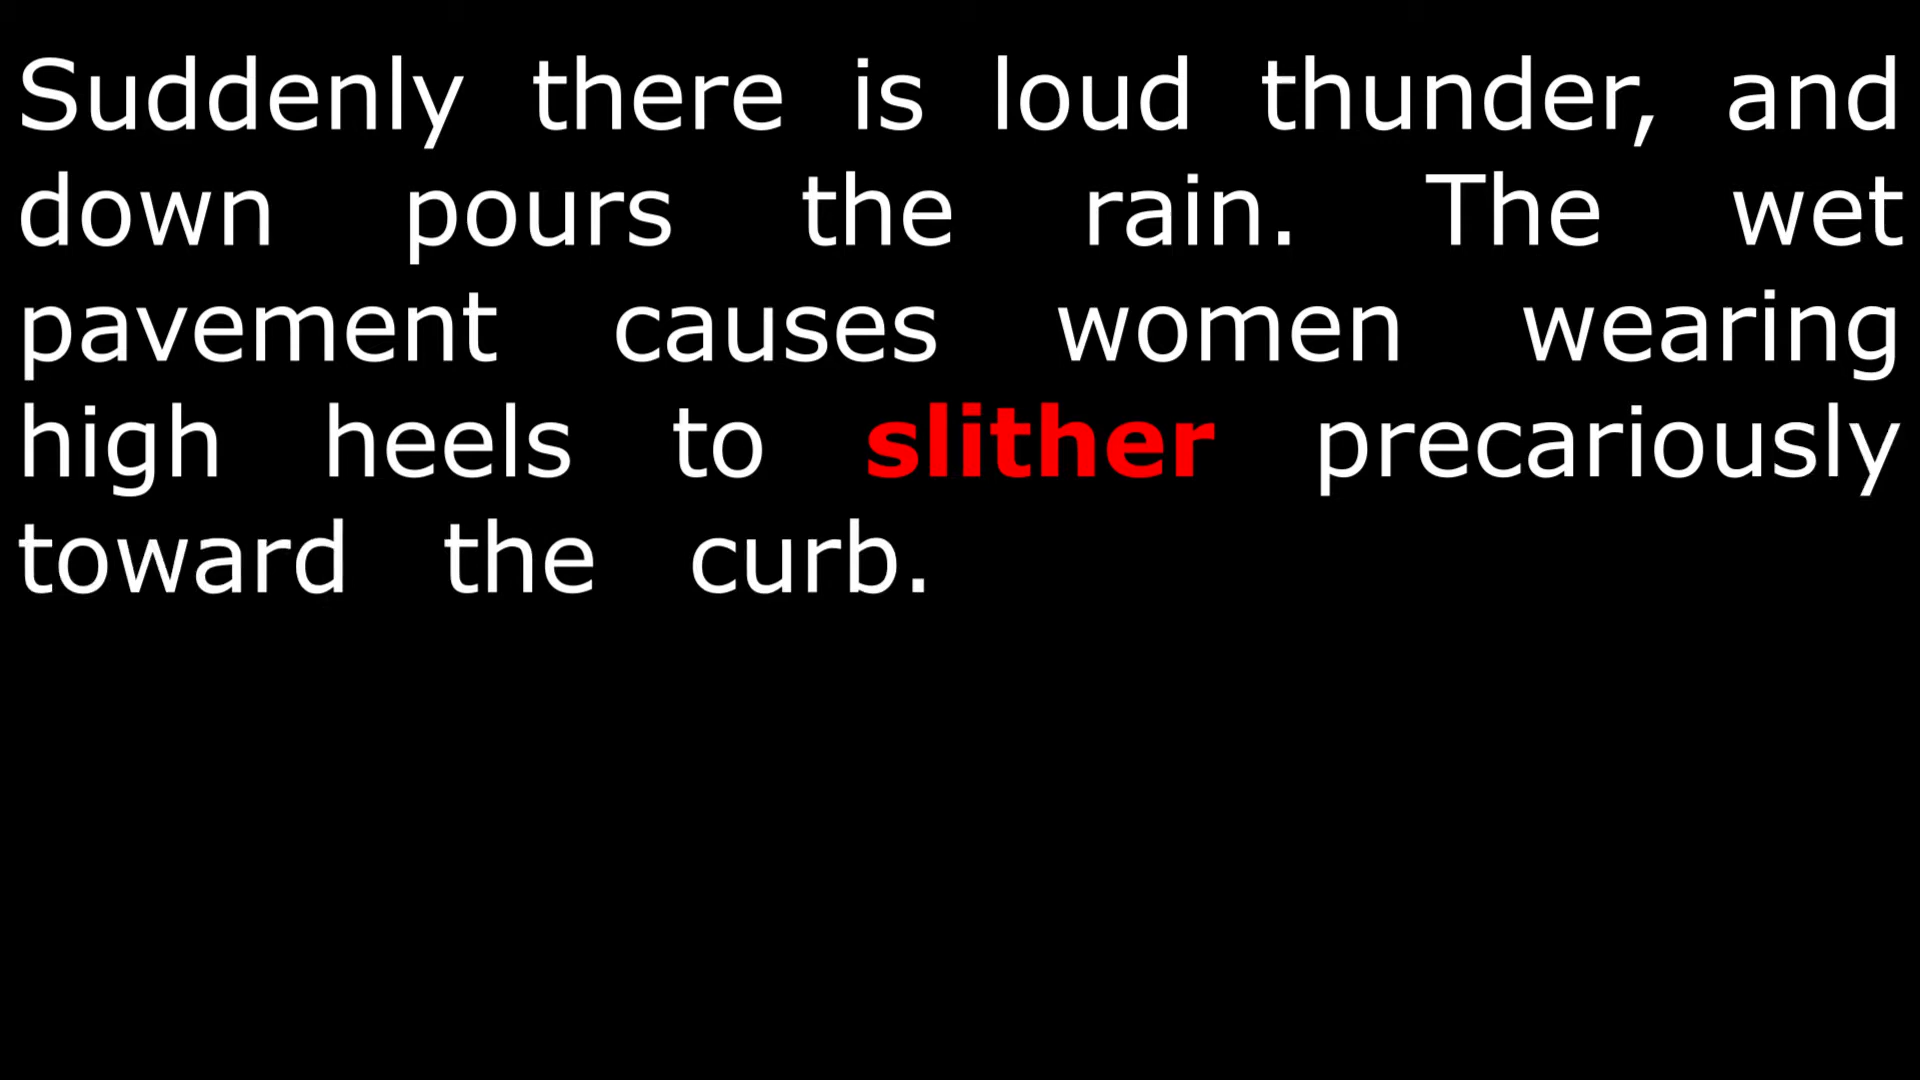 Suddenly there is loud thunder, and
down pours the rain. The wet
pavement causes women wearing
high heels to slither precariously
toward the curb.